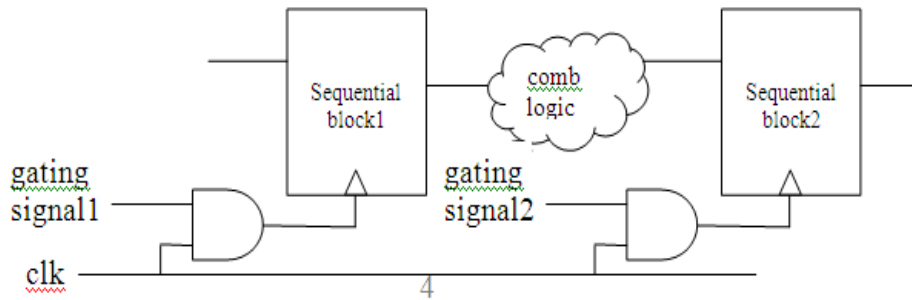 Sequential
block1
comb
logic
Sequential
block2
gating
signal1
gating
signal2
clk
4